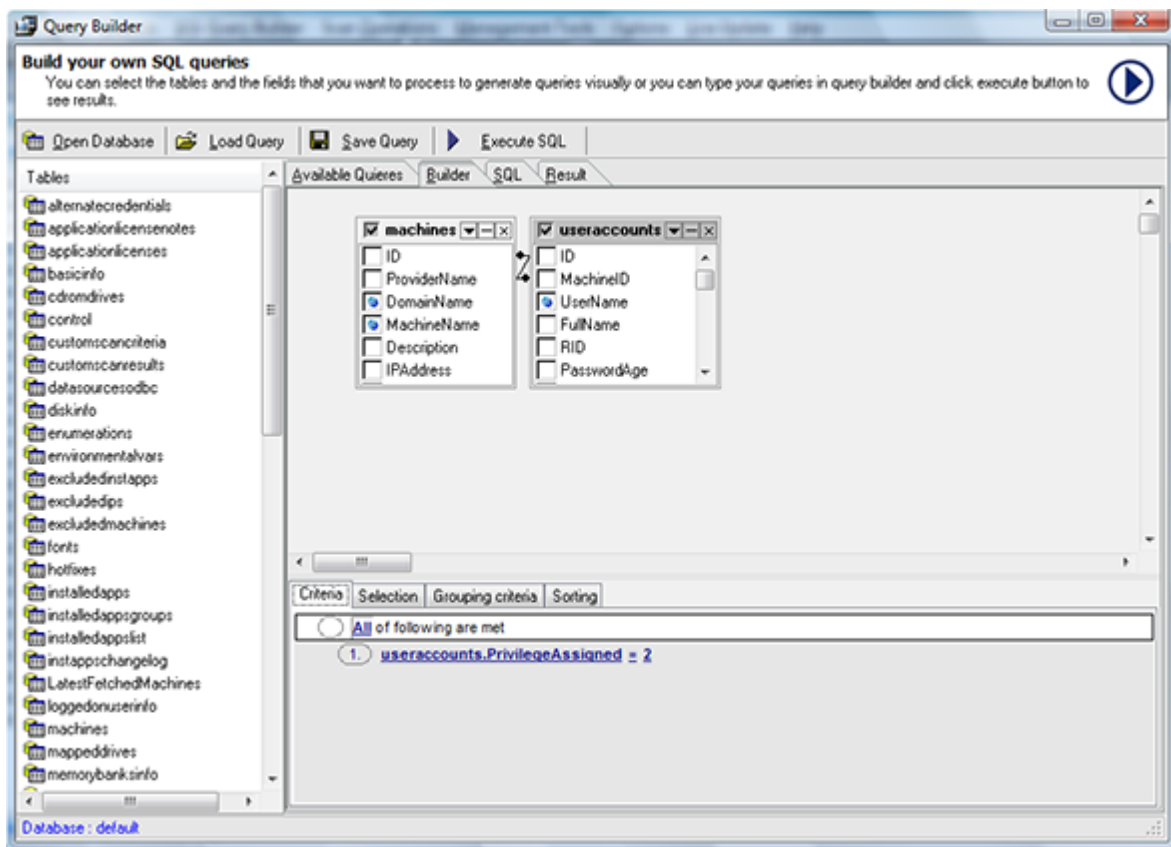 Query Builder
Build your own SQL queries
You can select the tables and the fields that you want to process to generate queries visually or you can type your queries in query builder and click execute button to
see results.
Open Database Load Query Save Query Execute SQL
Tables
alternatecredentials
applicationlicensenotes
applicationlicenses
basicinfo
cdromdrives
control
customscancriteria
customscanresults
datasourcesodbc
diskinfo
enumerations
environmentalvars
excludedinstapps
excludedips
excludedmachines
fonts
hotfixes
installedapps
installedappsgroups
installedappslist
instappschangelog
LatestFetchedMachines
loggedonuserinfo
machines
mappeddrives
memorybanksinfo
Available Quieres Builder SQL Result
machines
ID
ProviderName
DomainName
MachineName
Description
IPAddress
useraccounts
ID
MachineID
UserName
FullName
RID
PasswordAge
Criteria Selection Grouping criteria Sorting
All of following are met
1. useraccounts.PrivilegeAssigned = 2
Database : default